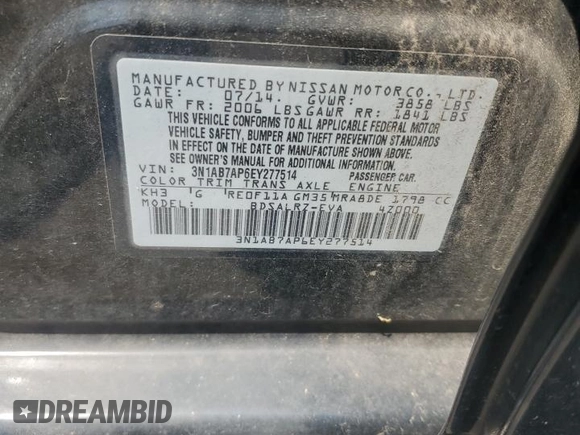 MANUFACTURED BY NISSAN MOTOR CO., LTD.
DATE: 07/14. GVWR: 3858 LBS
GAWR FR: 2006 LBS GAWR RR: 1841 LBS
THIS VEHICLE CONFORMS TO ALL APPLICABLE FEDERAL MOTOR
VEHICLE SAFETY, BUMPER AND THEFT PREVENTION STANDARDS
IN EFFECT ON THE DATE OF MANUFACTURE SHOWN ABOVE.
SEE OWNER'S MANUAL FOR ADDITIONAL INFORMATION.
VIN: 3N1AB7AP6EY277514 PASSENGER CAR
COLOR TRIM TRANS AXLE ENGINE
KH3 G RE0F11A GM35 MRA8DE 1798 CC
MODEL: BDSALRZ-EVA 4Z000
3N1AB7AP6EY277514
DREAMBID